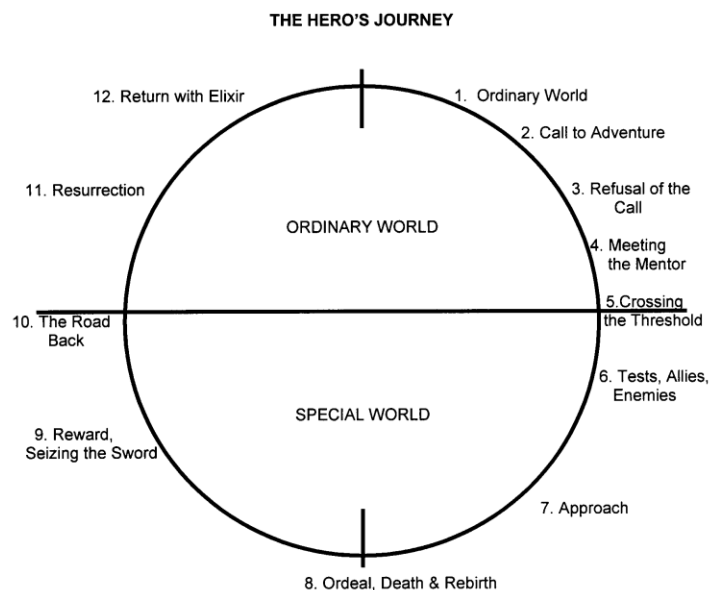 THE HERO'S JOURNEY
12. Return with Elixir
1. Ordinary World
2. Call to Adventure
11. Resurrection
3. Refusal of the
Call
ORDINARY WORLD
4. Meeting
the Mentor
5.Crossing
the Threshold
10. The Road
Back
6. Tests, Allies,
Enemies
SPECIAL WORLD
9. Reward,
Seizing the Sword
7. Approach
8. Ordeal, Death & Rebirth